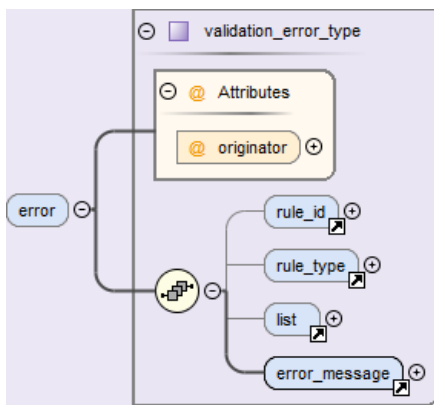 validation_error_type
@ Attributes
@ originator
error
rule_id
rule_type
list
error_message